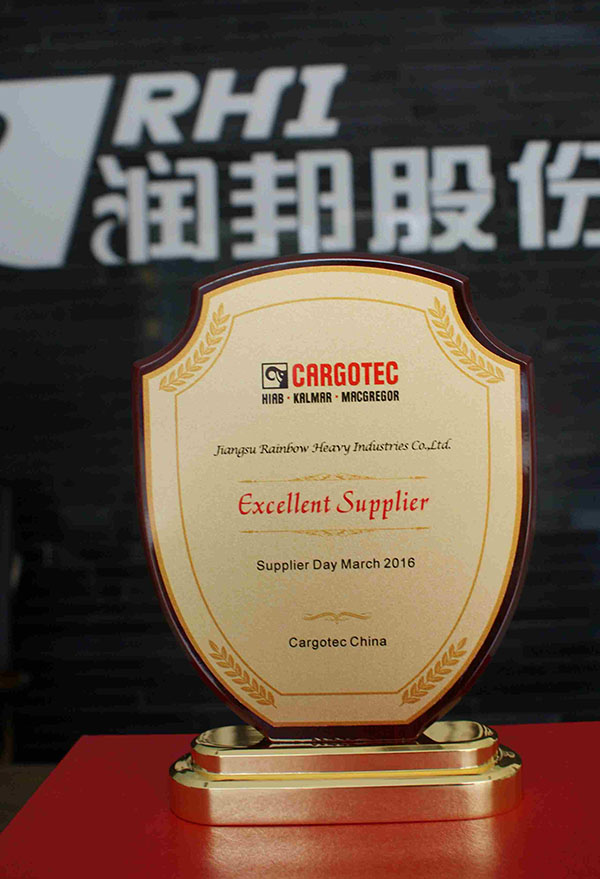 RHI
润邦股份
CARGOTEC
HIAB · KALMAR · MACGREGOR
Jiangsu Rainbow Heavy Industries Co.,Ltd.
Excellent Supplier
Supplier Day March 2016
Cargotec China